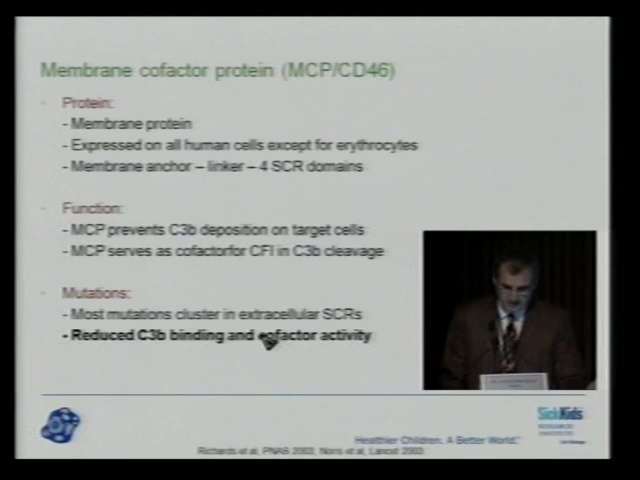 Membrane cofactor protein (MCP/CD46)
- Protein:
- Membrane protein
- Expressed on all human cells except for erythrocytes
- Membrane anchor – linker – 4 SCR domains
- Function:
- MCP prevents C3b deposition on target cells
- MCP serves as cofactorfor CFI in C3b cleavage
- Mutations:
- Most mutations cluster in extracellular SCRs
- Reduced C3b binding and cofactor activity
SickKids
Healthier Children. A Better World.
Richards et al, PNAS 2003; Noris et al, Lancet 2003